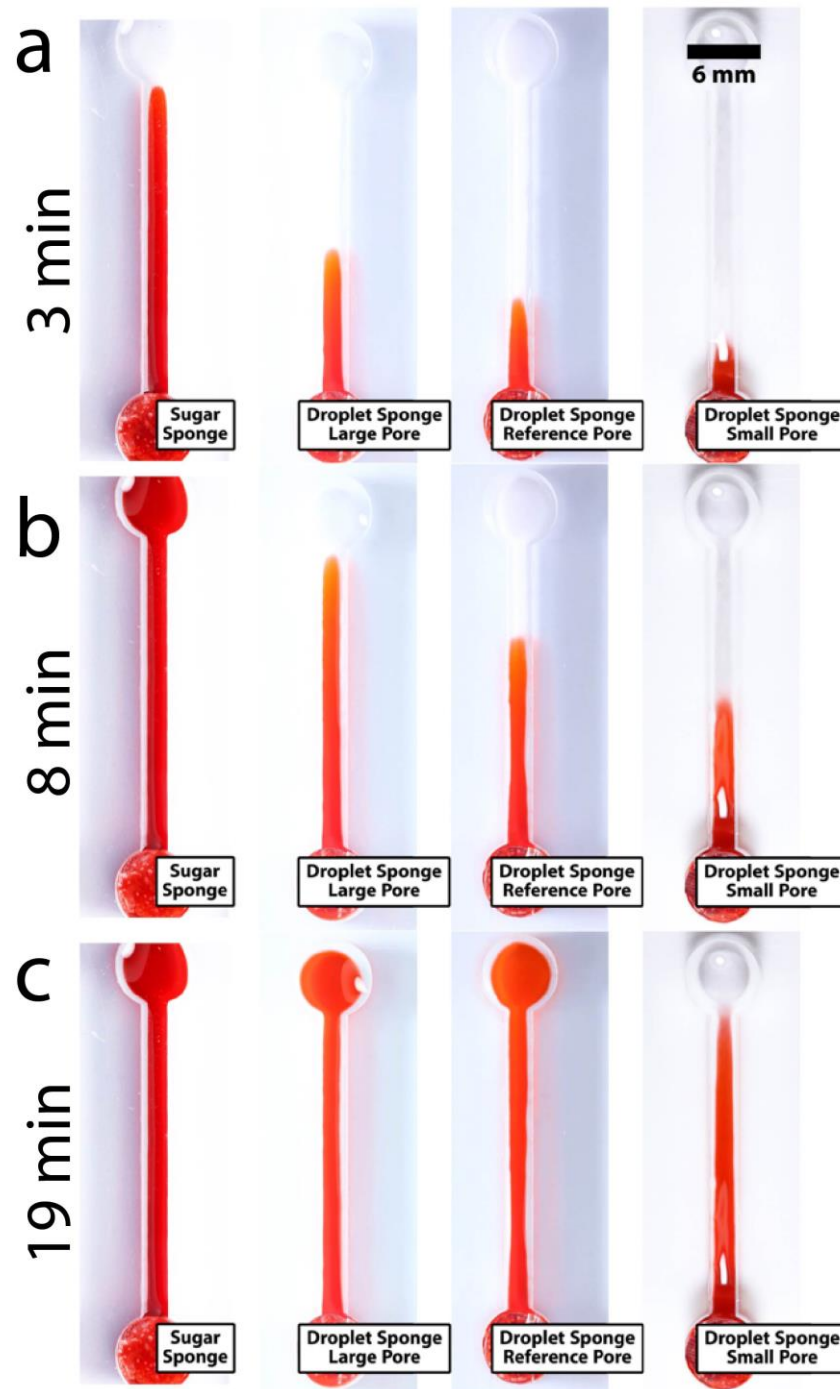 a
3 min
6 mm
Sugar
Sponge
Droplet Sponge
Large Pore
Droplet Sponge
Reference Pore
Droplet Sponge
Small Pore
b
8 min
Sugar
Sponge
Droplet Sponge
Large Pore
Droplet Sponge
Reference Pore
Droplet Sponge
Small Pore
c
19 min
Sugar
Sponge
Droplet Sponge
Large Pore
Droplet Sponge
Reference Pore
Droplet Sponge
Small Pore